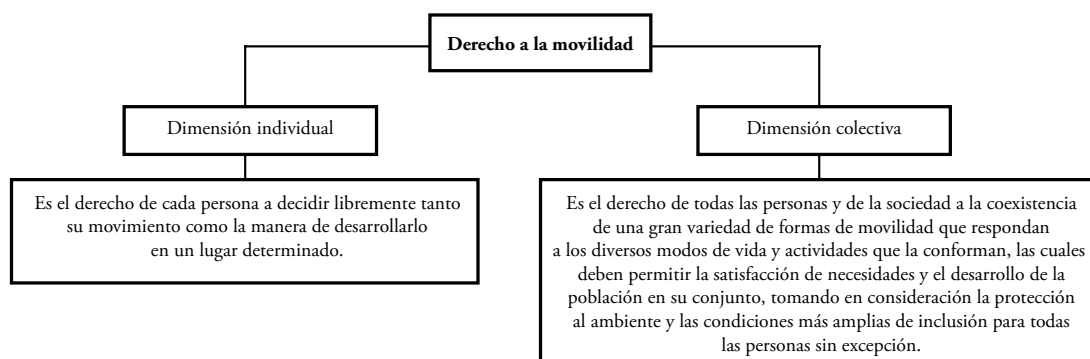 Derecho a la movilidad
Dimensión individual
Es el derecho de cada persona a decidir libremente tanto
su movimiento como la manera de desarrollarlo
en un lugar determinado.
Dimensión colectiva
Es el derecho de todas las personas y de la sociedad a la coexistencia
de una gran variedad de formas de movilidad que respondan
a los diversos modos de vida y actividades que la conforman, las cuales
deben permitir la satisfacción de necesidades y el desarrollo de la
población en su conjunto, tomando en consideración la protección
al ambiente y las condiciones más amplias de inclusión para todas
las personas sin excepción.